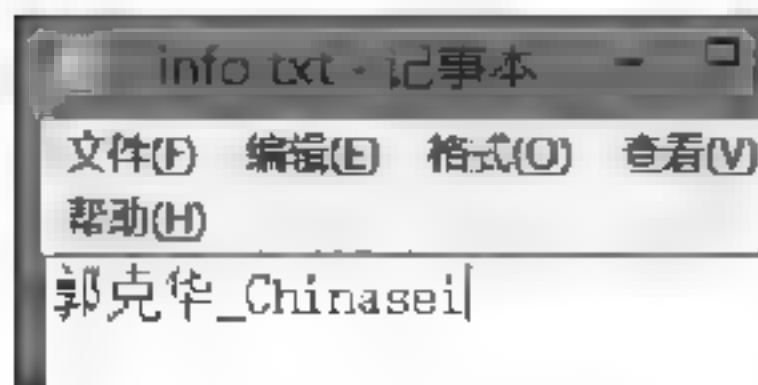 info txt - 记事本
文件(F) 编辑(E) 格式(O) 查看(V)
帮助(H)
郭克华_Chinasei